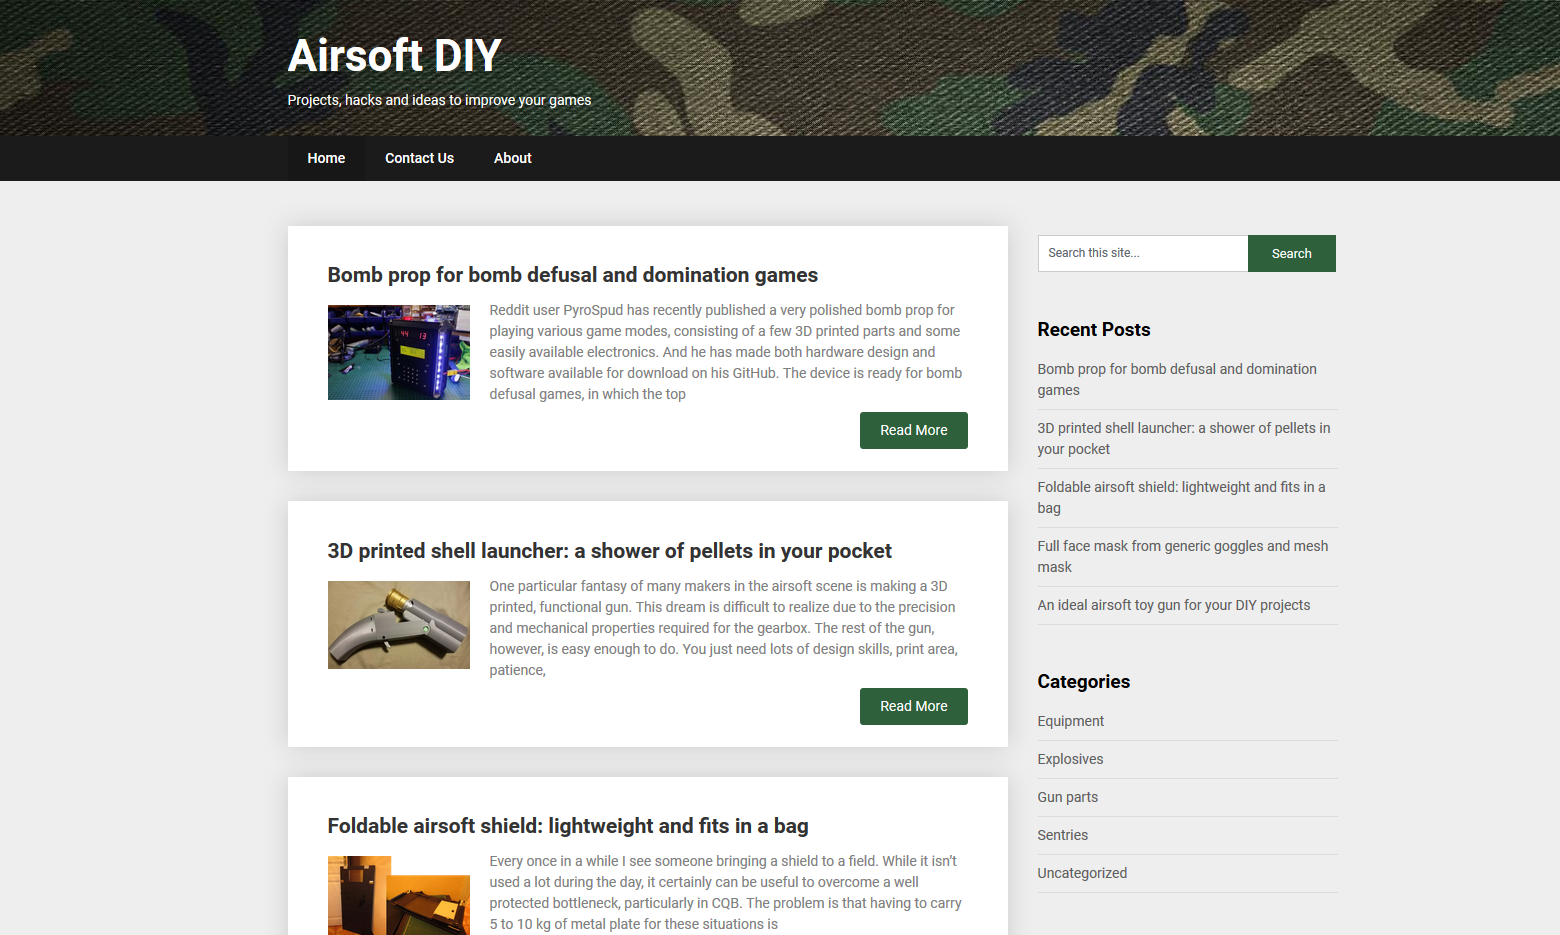 Airsoft DIY
Projects, hacks and ideas to improve your games
Home
Contact Us
About
Bomb prop for bomb defusal and domination games
Reddit user PyroSpud has recently published a very polished bomb prop for
playing various game modes, consisting of a few 3D printed parts and some
easily available electronics. And he has made both hardware design and
software available for download on his GitHub. The device is ready for bomb
defusal games, in which the top
Read More
3D printed shell launcher: a shower of pellets in your pocket
One particular fantasy of many makers in the airsoft scene is making a 3D
printed, functional gun. This dream is difficult to realize due to the precision
and mechanical properties required for the gearbox. The rest of the gun,
however, is easy enough to do. You just need lots of design skills, print area,
patience,
Read More
Foldable airsoft shield: lightweight and fits in a bag
Every once in a while I see someone bringing a shield to a field. While it isn’t
used a lot during the day, it certainly can be useful to overcome a well
protected bottleneck, particularly in CQB. The problem is that having to carry
5 to 10 kg of metal plate for these situations is
Search this site...
Search
Recent Posts
Bomb prop for bomb defusal and domination
games
3D printed shell launcher: a shower of pellets in
your pocket
Foldable airsoft shield: lightweight and fits in a
bag
Full face mask from generic goggles and mesh
mask
An ideal airsoft toy gun for your DIY projects
Categories
Equipment
Explosives
Gun parts
Sentries
Uncategorized